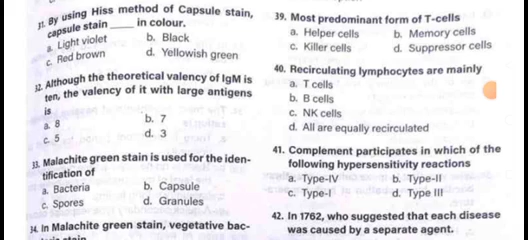 31. By using Hiss method of Capsule stain,
capsule stain ____ in colour.
a. Light violet b. Black
c. Red brown d. Yellowish green
32. Although the theoretical valency of IgM is
ten, the valency of it with large antigens
is
a. 8 b. 7
c. 5 d. 3
33. Malachite green stain is used for the iden-
tification of
a. Bacteria b. Capsule
c. Spores d. Granules
34. In Malachite green stain, vegetative bac-
stain
39. Most predominant form of T-cells
a. Helper cells b. Memory cells
c. Killer cells d. Suppressor cells
40. Recirculating lymphocytes are mainly
a. T cells
b. B cells
c. NK cells
d. All are equally recirculated
41. Complement participates in which of the
following hypersensitivity reactions
a. Type-IV b. Type-II
c. Type-I d. Type III
42. In 1762, who suggested that each disease
was caused by a separate agent.